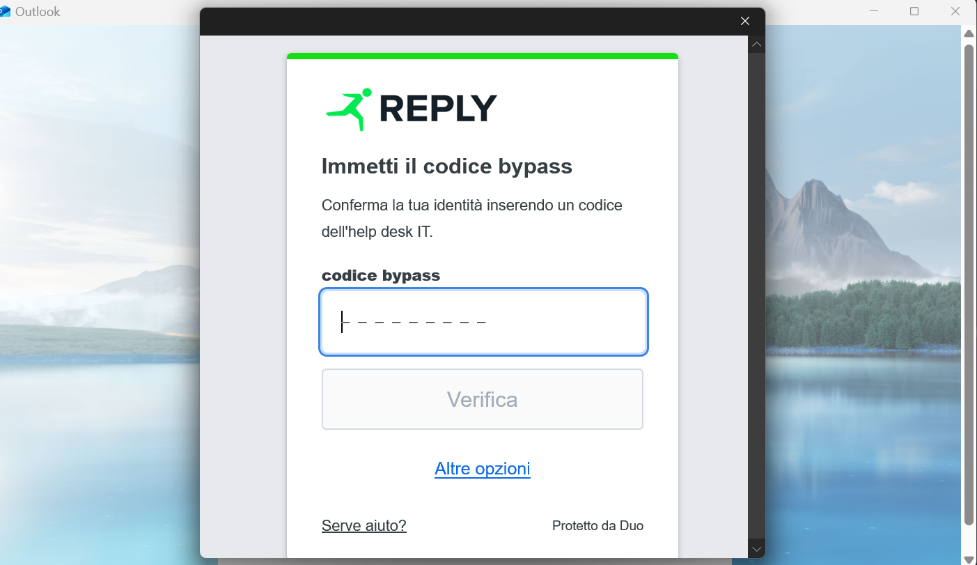 Outlook
REPLY
Immetti il codice bypass
Conferma la tua identità inserendo un codice
dell'help desk IT.
codice bypass
Verifica
Altre opzioni
Serve aiuto?
Protetto da Duo